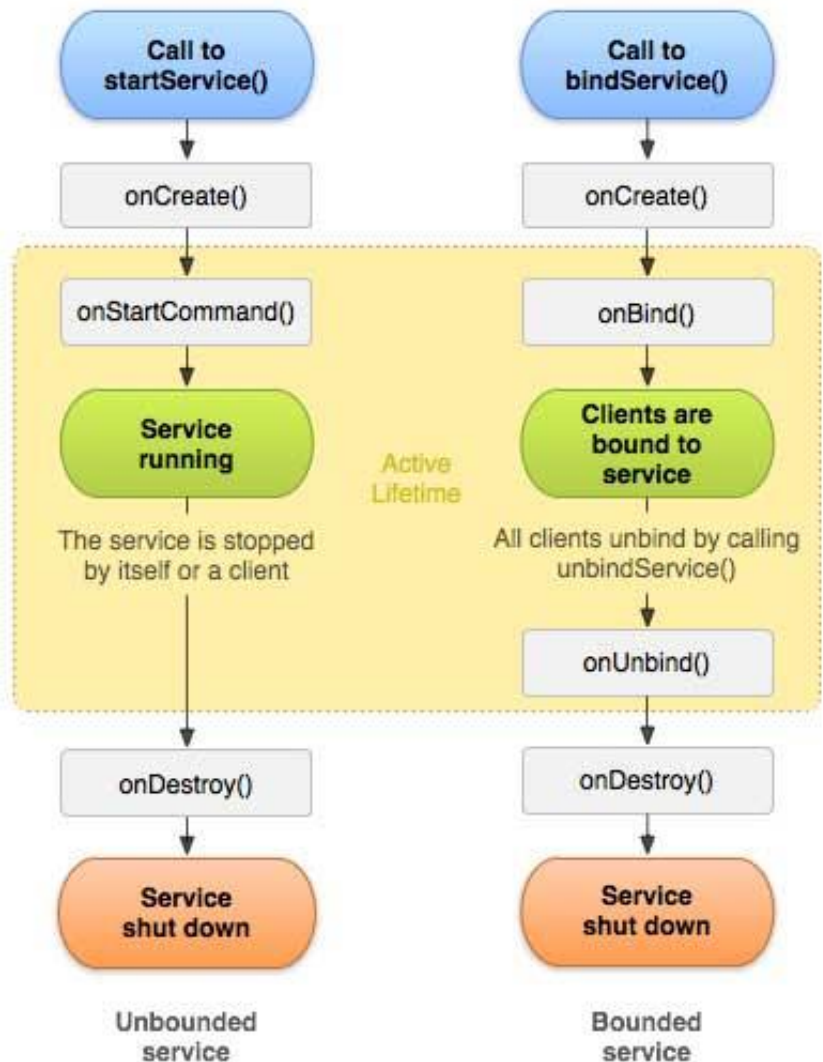 Call to
startService()
onCreate()
onStartCommand()
Service
running
The service is stopped
by itself or a client
onDestroy()
Service
shut down
Unbounded
service
Active
Lifetime
Call to
bindService()
onCreate()
onBind()
Clients are
bound to
service
All clients unbind by calling
unbindService()
onUnbind()
onDestroy()
Service
shut down
Bounded
service